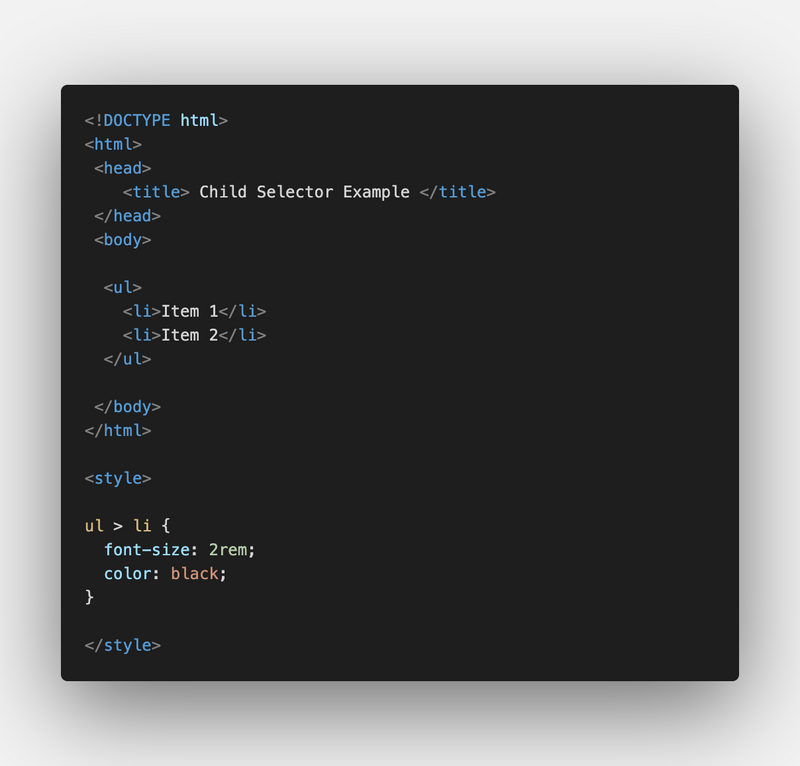 <!DOCTYPE html>
<html>
<head>
<title> Child Selector Example </title>
</head>
<body>
<ul>
<li>Item 1</li>
<li>Item 2</li>
</ul>
</body>
</html>
<style>
ul > li {
font-size: 2rem;
color: black;
}
</style>